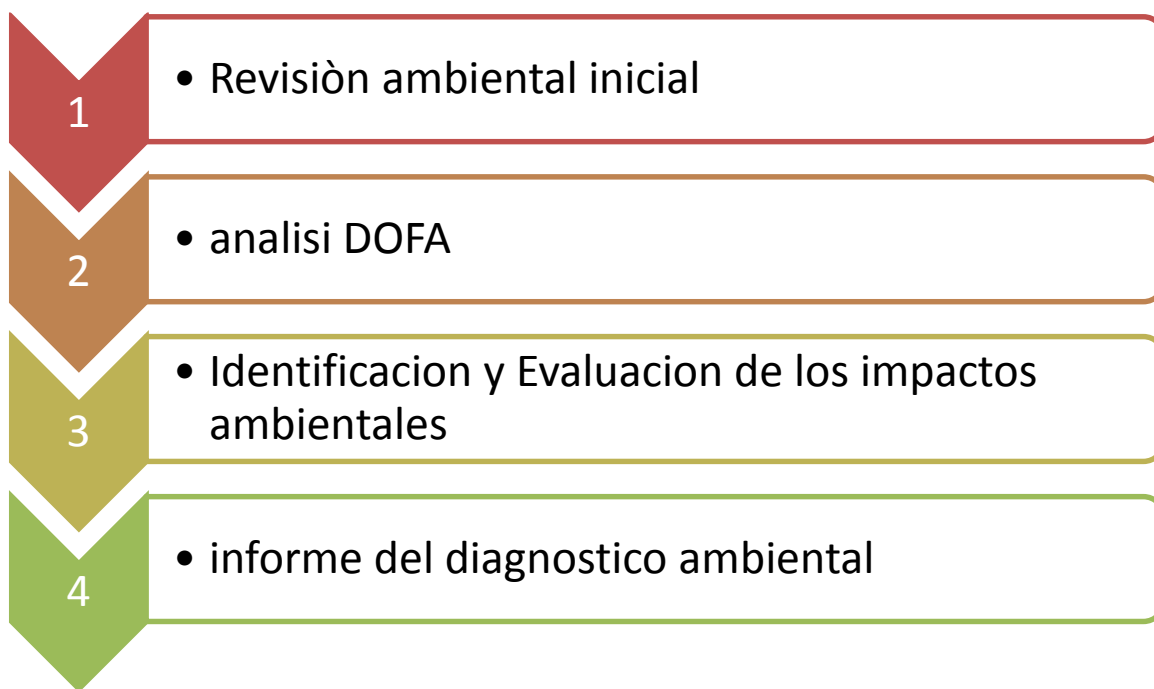 1
• Revisiòn ambiental inicial
2
• analisi DOFA
3
• Identificacion y Evaluacion de los impactos
ambientales
4
• informe del diagnostico ambiental